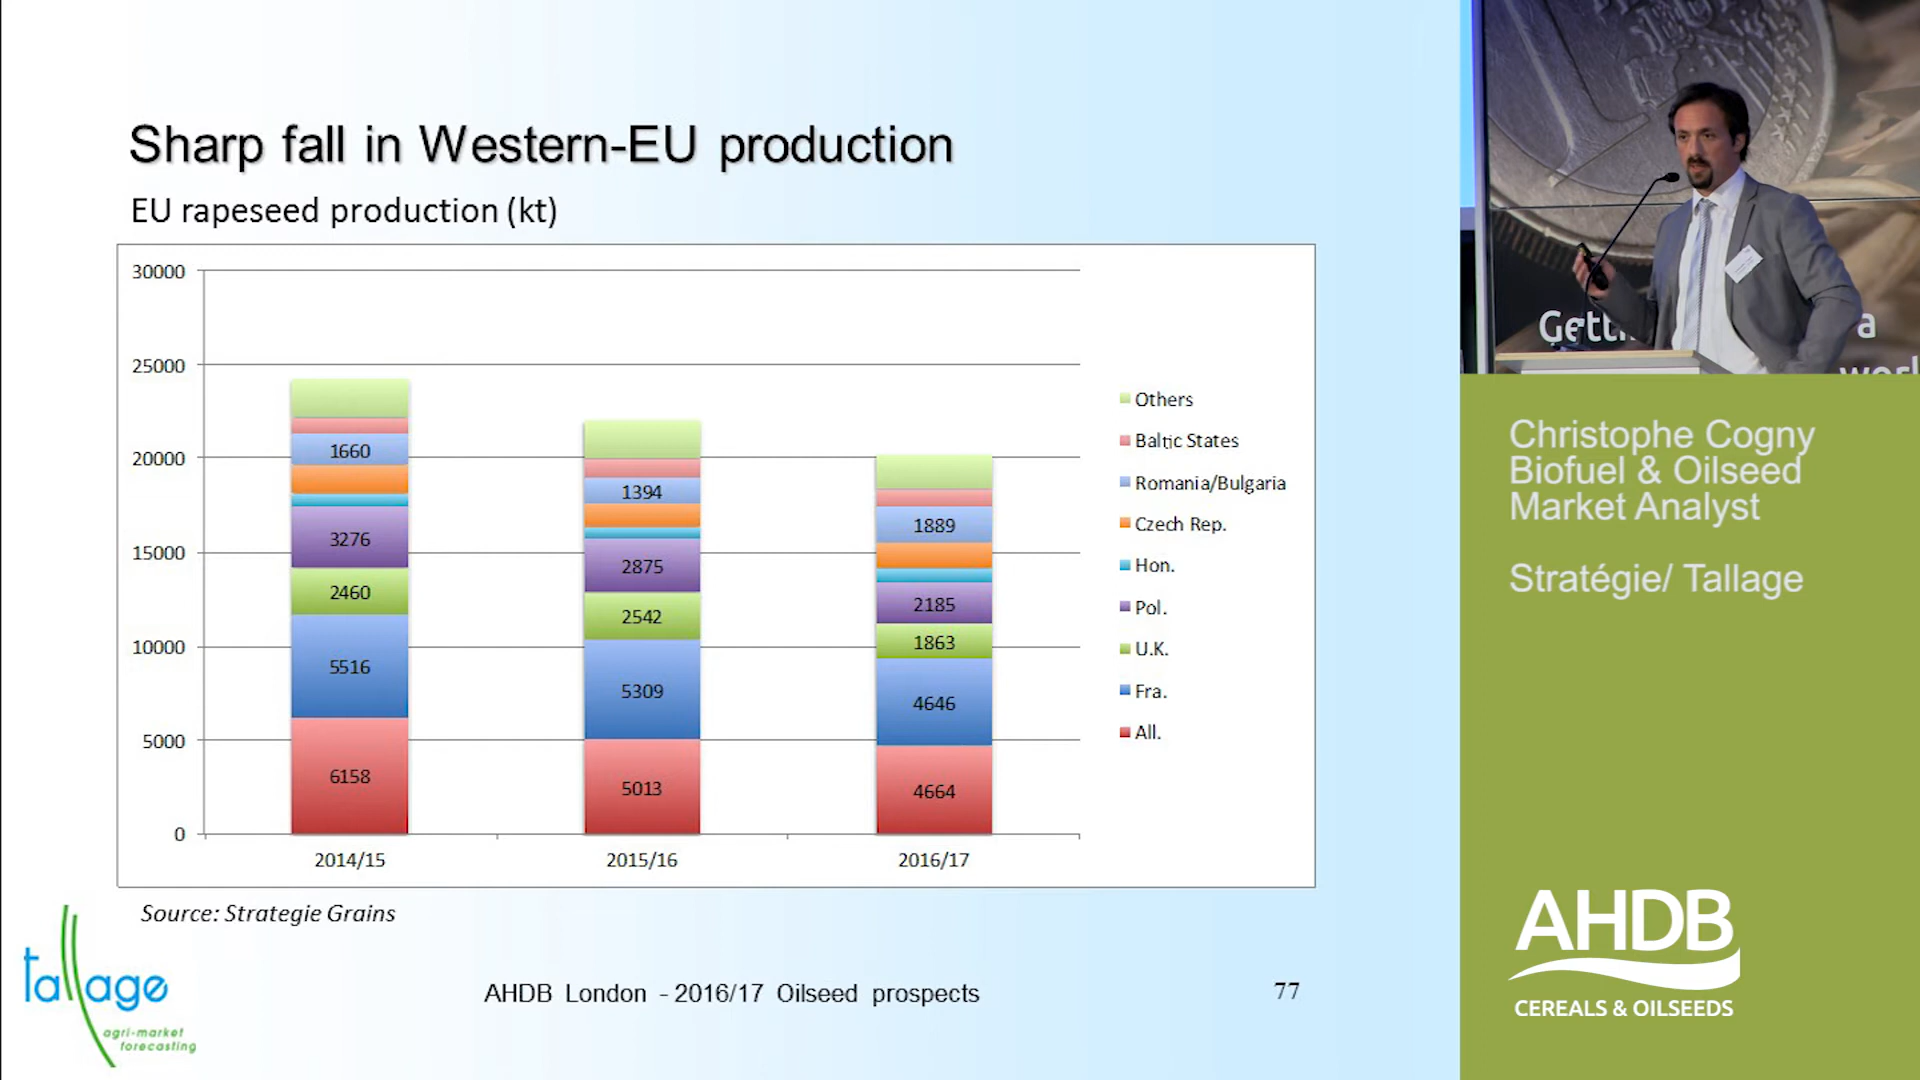 Sharp fall in Western-EU production
EU rapeseed production (kt)
30000
25000
20000
15000
10000
5000
0
1660
3276
2460
5516
6158
1394
2875
2542
5309
5013
1889
2185
1863
4646
4664
2014/15
2015/16
2016/17
Others
Baltic States
Romania/Bulgaria
Czech Rep.
Hon.
Pol.
U.K.
Fra.
All.
Source: Strategie Grains
tallage
agri-market
forecasting
AHDB London - 2016/17 Oilseed prospects
77
a
Christophe Cogny
Biofuel & Oilseed
Market Analyst
Stratégie/ Tallage
AHDB
CEREALS & OILSEEDS